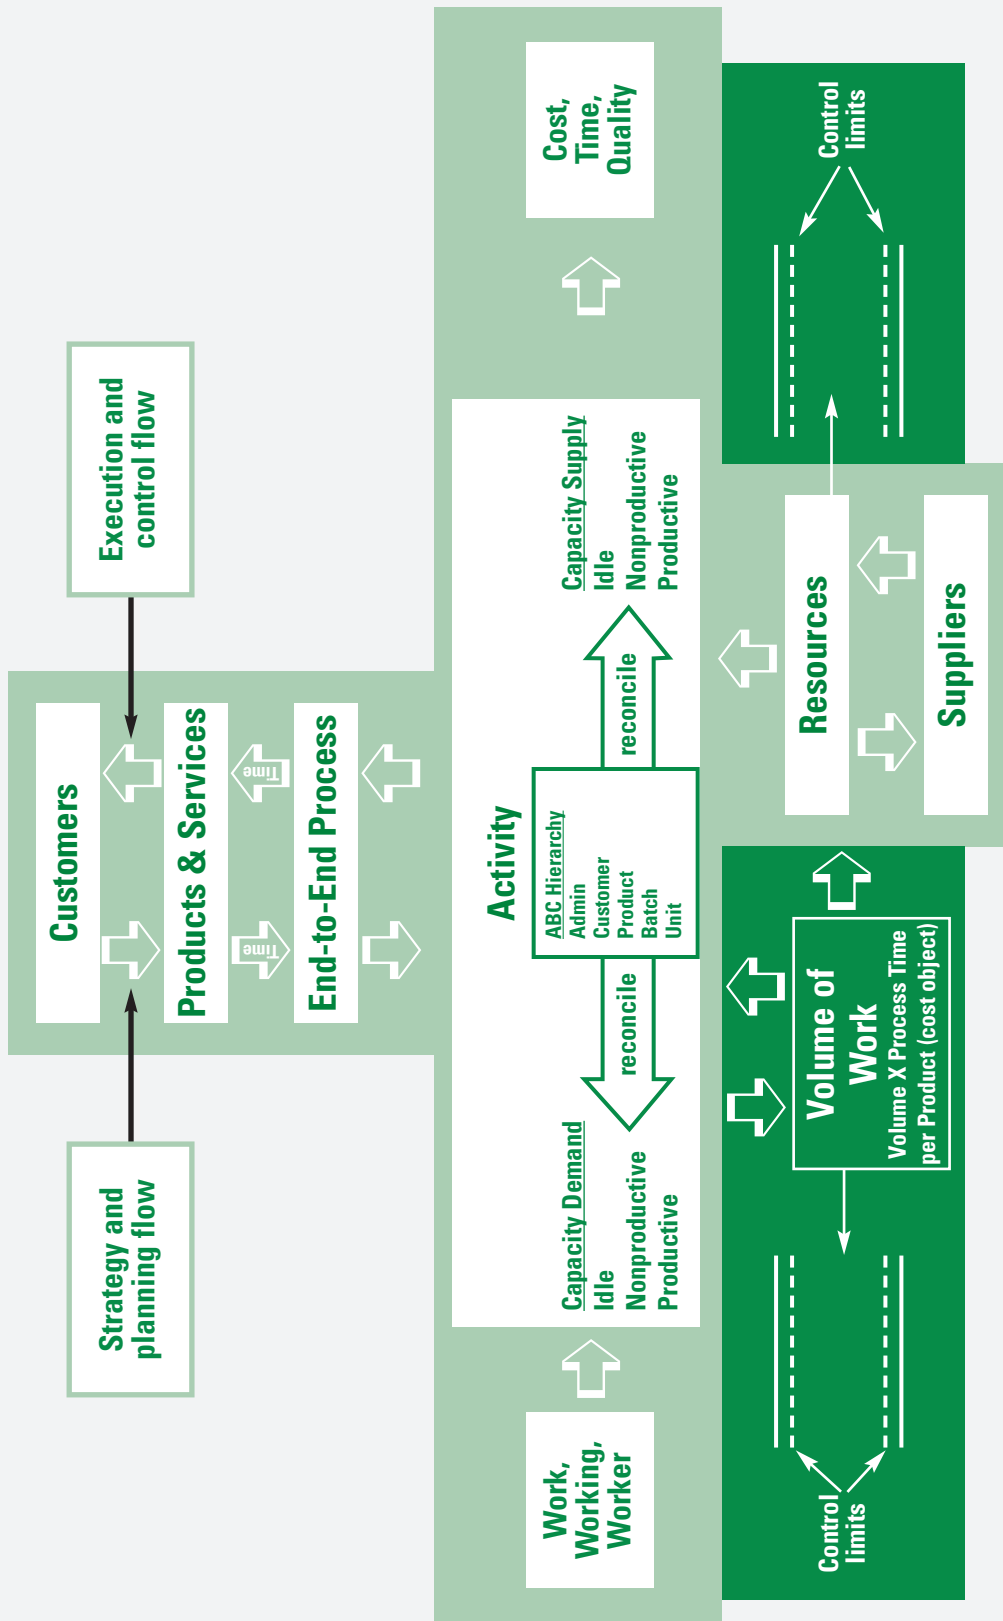 Strategy and
planning flow
Customers
Execution and
control flow
Products & Services
Time
Time
End-to-End Process
Work,
Working,
Worker
Activity
Capacity Demand
Idle
Nonproductive
Productive
reconcile
ABC Hierarchy
Admin
Customer
Product
Batch
Unit
reconcile
Capacity Supply
Idle
Nonproductive
Productive
Cost,
Time,
Quality
Control
limits
Volume of
Work
Volume X Process Time
per Product (cost object)
Resources
Suppliers
Control
limits